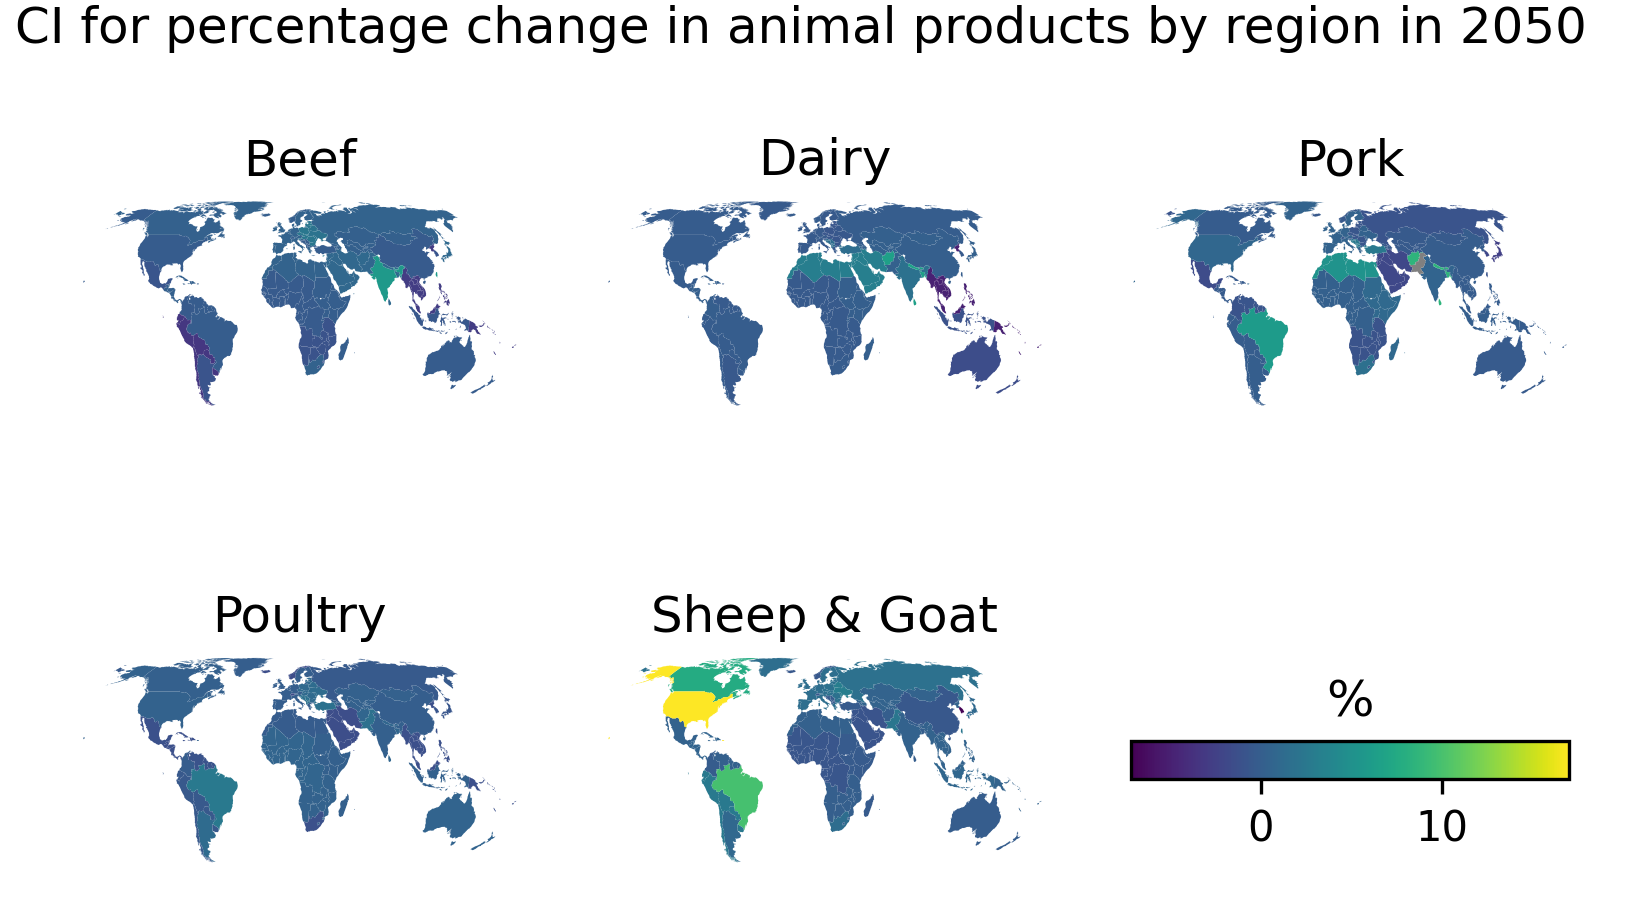 CI for percentage change in animal products by region in 2050
Beef
Dairy
Pork
Poultry
Sheep & Goat
%
0
10